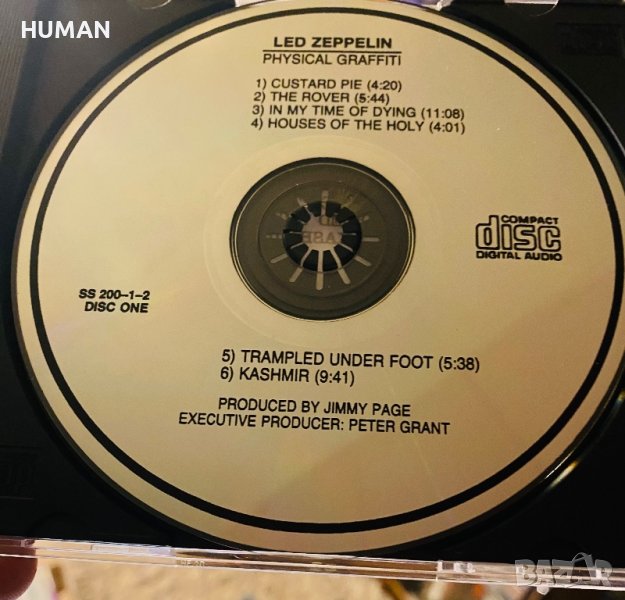 HUMAN
LED ZEPPELIN
PHYSICAL GRAFFITI
1) CUSTARD PIE (4:20)
2) THE ROVER (5:44)
3) IN MY TIME OF DYING (11:08)
4) HOUSES OF THE HOLY (4:01)
COMPACT
disc
DIGITAL AUDIO
SS 200-1-2
DISC ONE
5) TRAMPLED UNDER FOOT (5:38)
6) KASHMIR (9:41)
PRODUCED BY JIMMY PAGE
EXECUTIVE PRODUCER: PETER GRANT
BAZAR